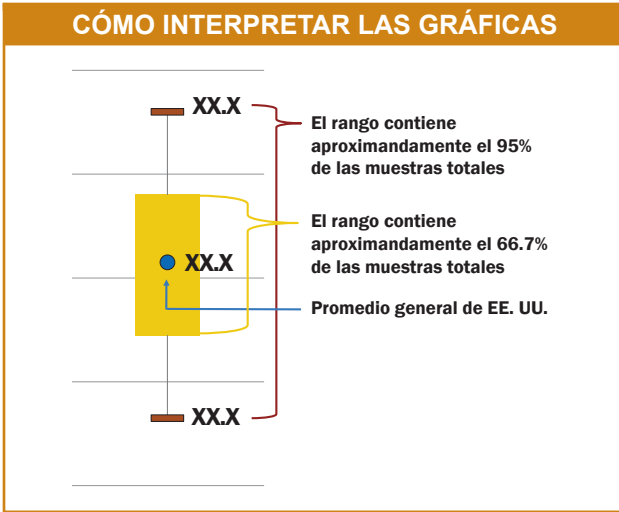 CÓMO INTERPRETAR LAS GRÁFICAS
XX.X
El rango contiene
aproximandamente el 95%
de las muestras totales
El rango contiene
aproximandamente el 66.7%
de las muestras totales
XX.X
Promedio general de EE. UU.
XX.X